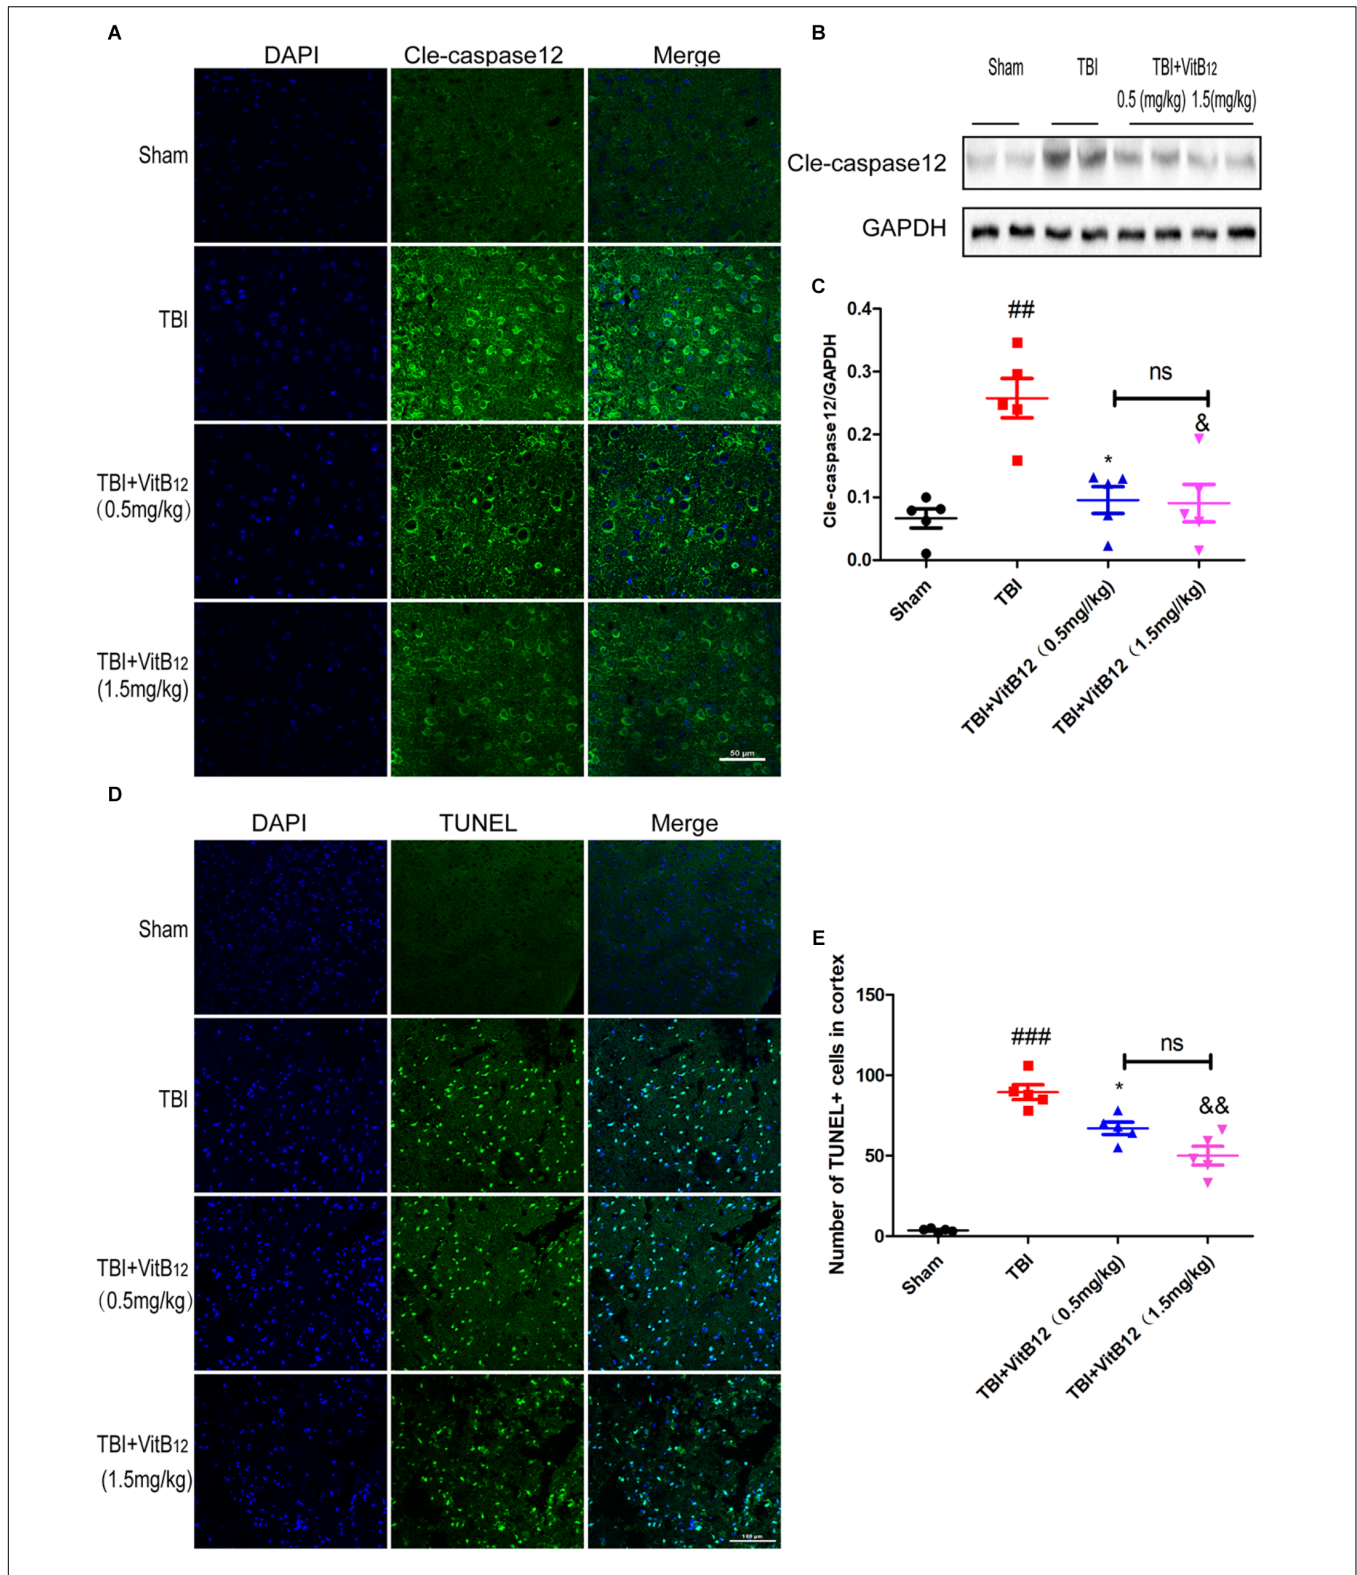 A
DAPI
Cle-caspase12
Merge
Sham
TBI
TBI+VitB12
(0.5mg/kg)
TBI+VitB12
(1.5mg/kg)
50 μm
B
Sham
TBI
TBI+VitB12
0.5 (mg/kg) 1.5(mg/kg)
Cle-caspase12
GAPDH
C
Cle-caspase12/GAPDH
0.4
0.3
0.2
0.1
0.0
##
*
ns
&
Sham
TBI
TBI+VitB12（0.5mg//kg)
TBI+VitB12（1.5mg//kg)
D
DAPI
TUNEL
Merge
Sham
TBI
TBI+VitB12
（0.5mg/kg)
TBI+VitB12
(1.5mg/kg)
100 μm
E
Number of TUNEL+ cells in cortex
150
100
50
0
###
*
ns
&&
Sham
TBI
TBI+VitB12（0.5mg/kg)
TBI+VitB12（1.5mg/kg)